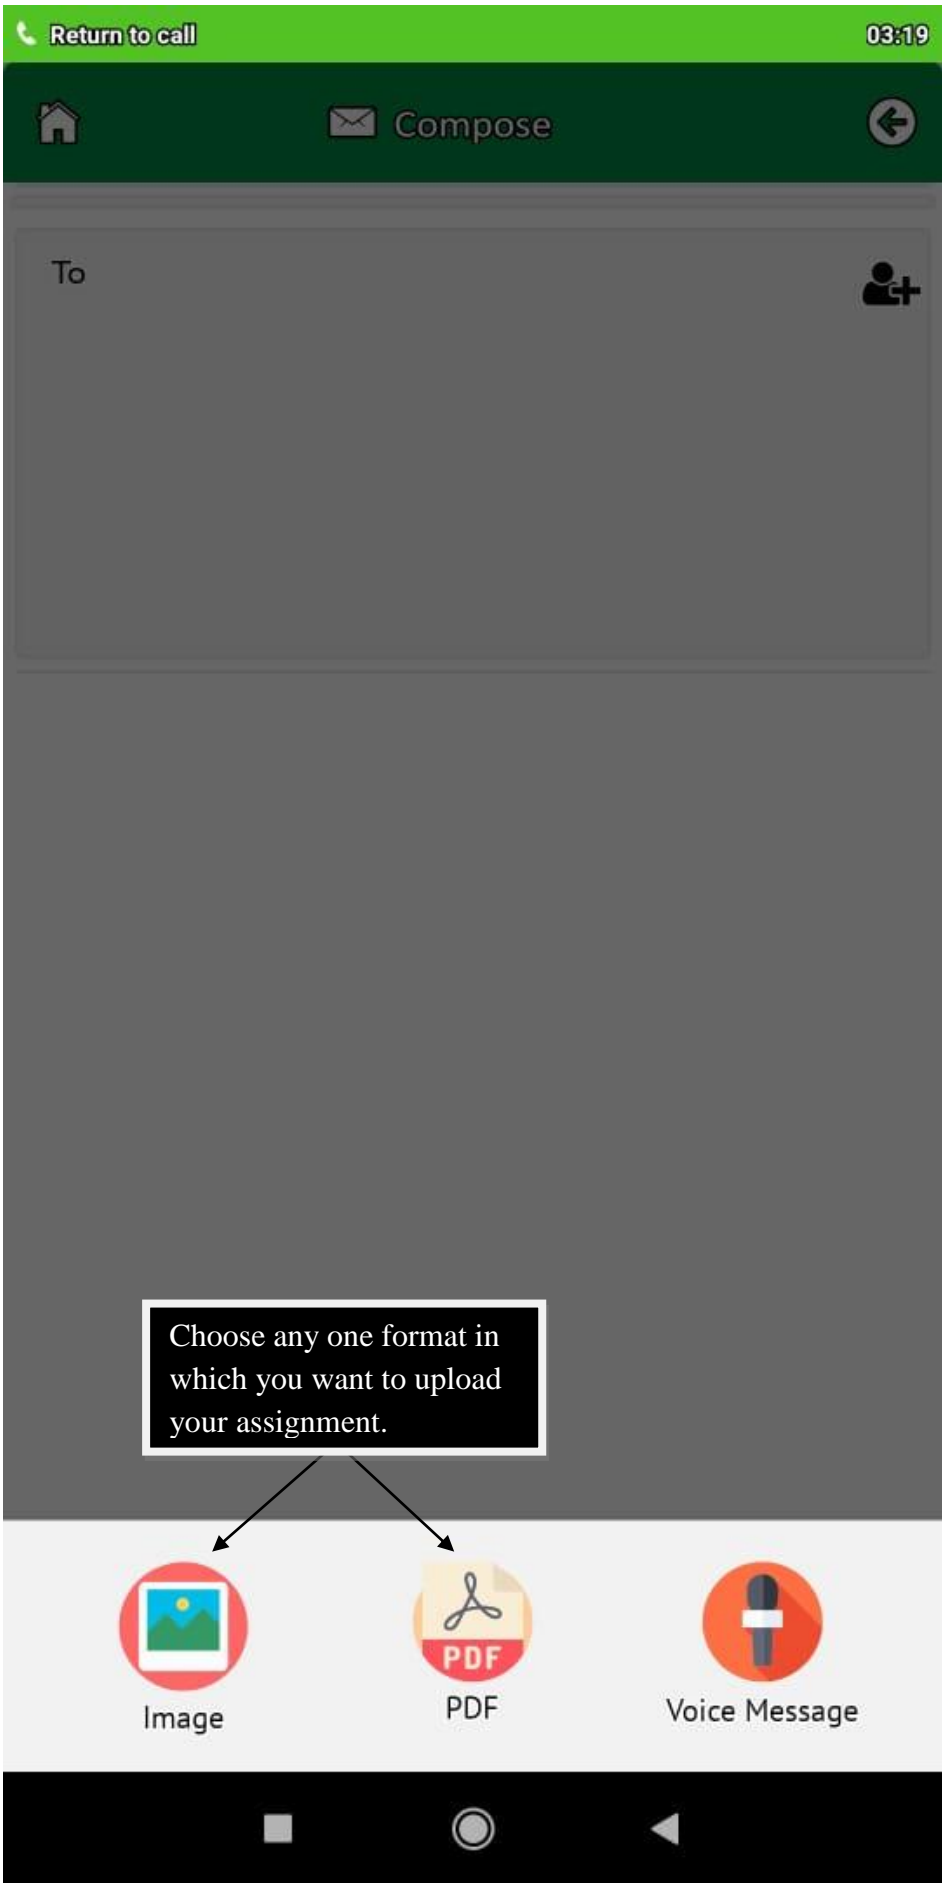 Return to call 03:19
Compose
To
Choose any one format in
which you want to upload
your assignment.
PDF
Image PDF Voice Message